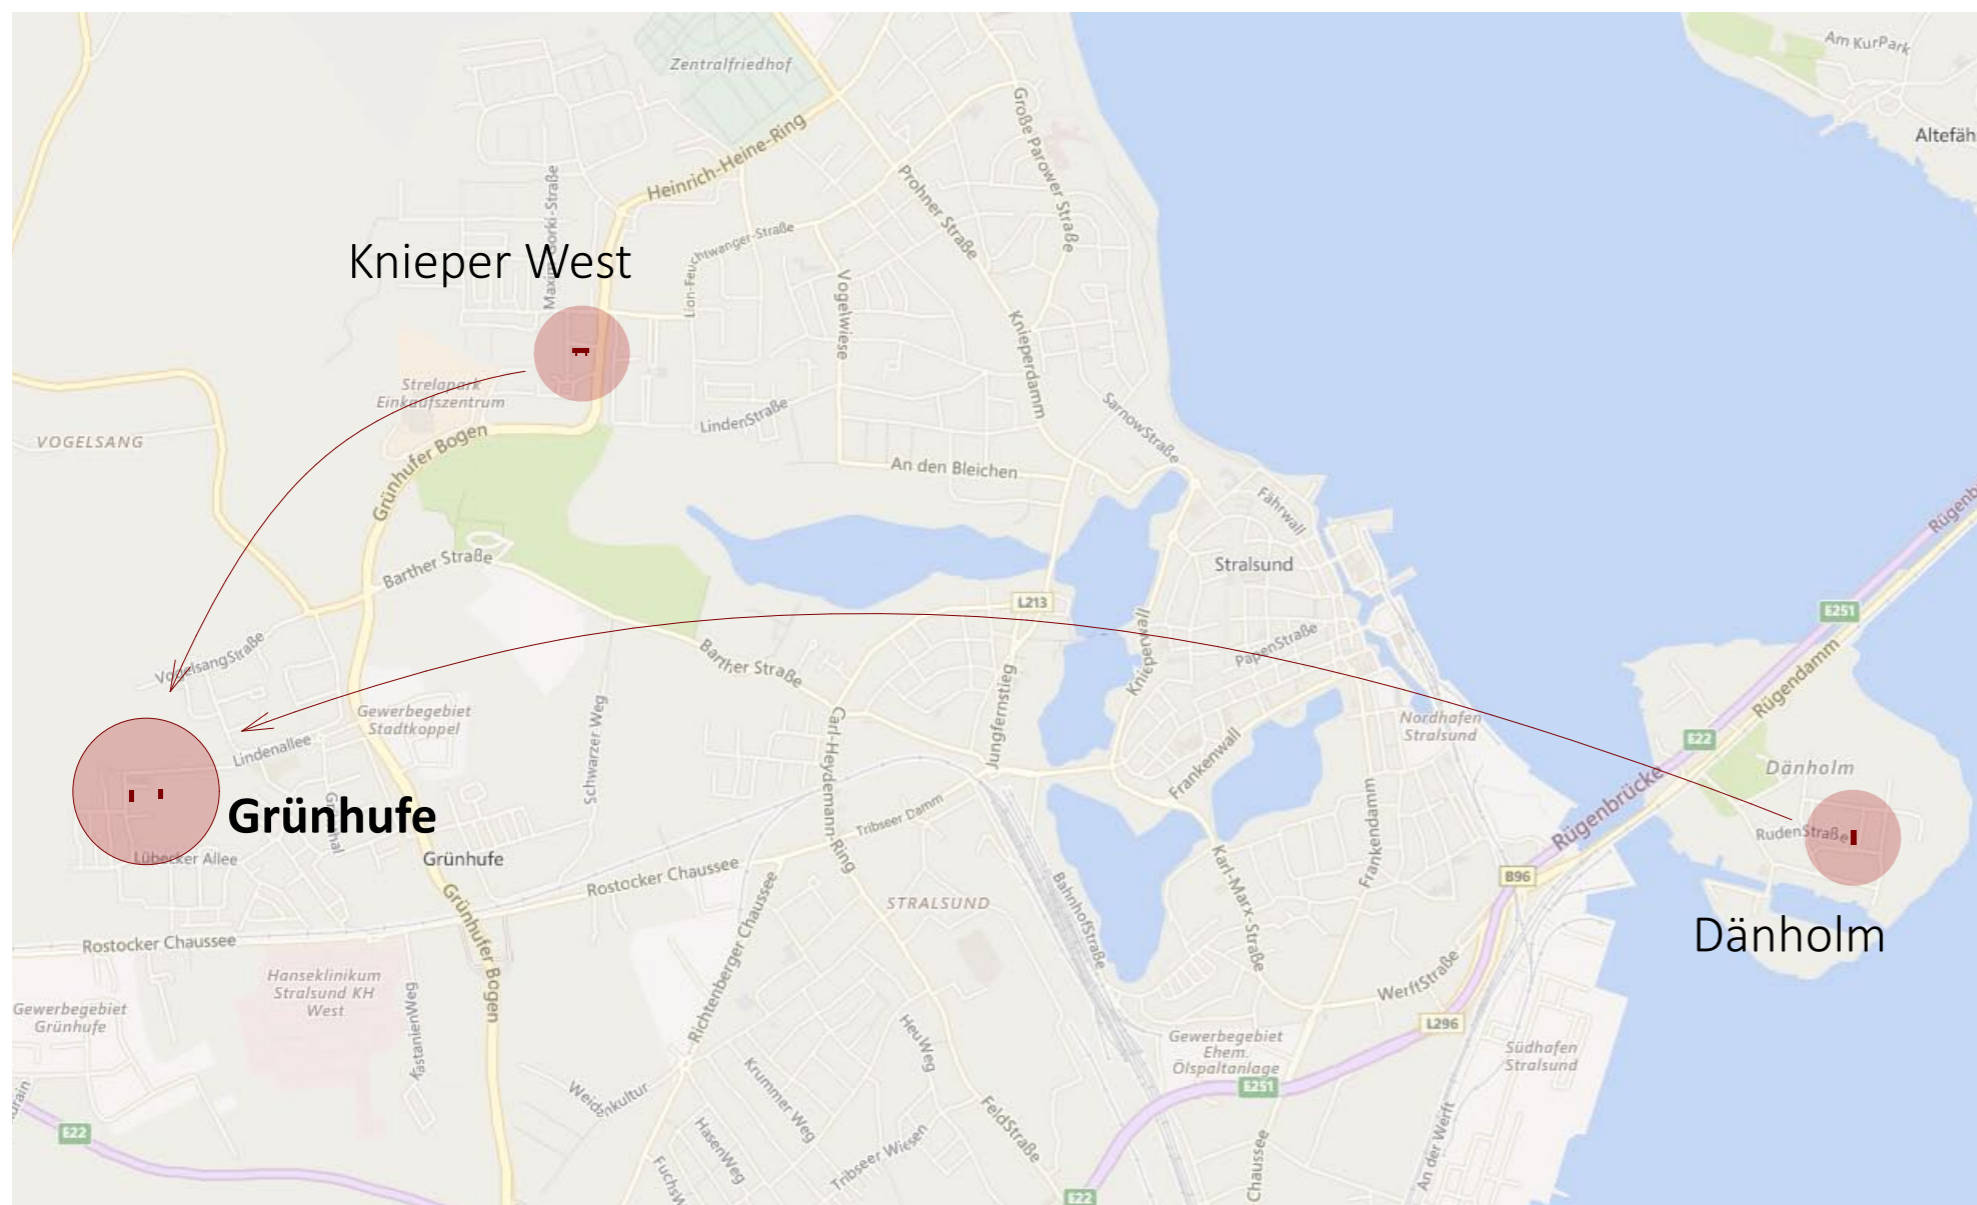 Am KurPark
Zentralfriedhof
Große Parower Straße
Altefäh
Heinrich-Heine-Ring
Prohner Straße
Maxim-Gorki-Straße
Lion-Feuchtwanger-Straße
Knieper West
Vogelwiese
Knieperdamm
Strelapark
Einkaufszentrum
LindenStraße
SarnowStraße
VOGELSANG
Grünhufer Bogen
An den Bleichen
Fährwall
Rügenb
Barther Straße
Stralsund
L213
E251
Knieperwall
PapenStraße
VogelsangStraße
Barther Straße
Rügendamm
Jungfernstieg
Gewerbegebiet
Stadtkoppel
Schwarzer Weg
Carl-Heydemann-Ring
Nordhafen
Stralsund
E22
Lindenallee
Frankenwall
Dänholm
Rügenbrücke
Grünhufe
Tribseer Damm
Frankendamm
RudenStraße
Lübecker Allee
Grünhufe
Rostocker Chaussee
Karl-Marx-Straße
B96
STRALSUND
BahnhofStraße
Dänholm
Rostocker Chaussee
Grünhufer Bogen
Richtenberger Chaussee
Hanseklinikum
Stralsund KH
West
WerftStraße
Gewerbegebiet
Grünhufe
KastanienWeg
HeuWeg
L296
Gewerbegebiet
Ehem.
Ölspaltanlage
Südhafen
Stralsund
E251
Weidenkultur
Krummer Weg
FeldStraße
E22
HasenWeg
Tribseer Wiesen
An der Werft
Chaussee
FuchsW
E22